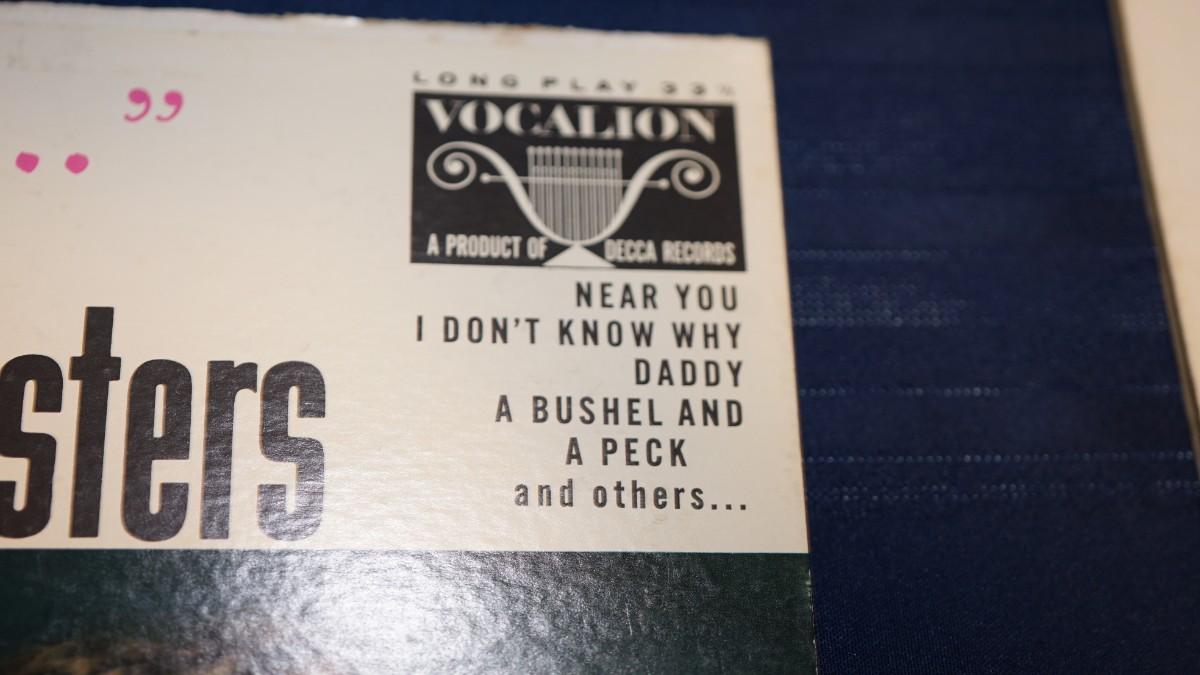 ”
..
LONG PLAY 33⅓
VOCALION
A PRODUCT OF DECCA RECORDS
sters
NEAR YOU
I DON'T KNOW WHY
DADDY
A BUSHEL AND
A PECK
and others...